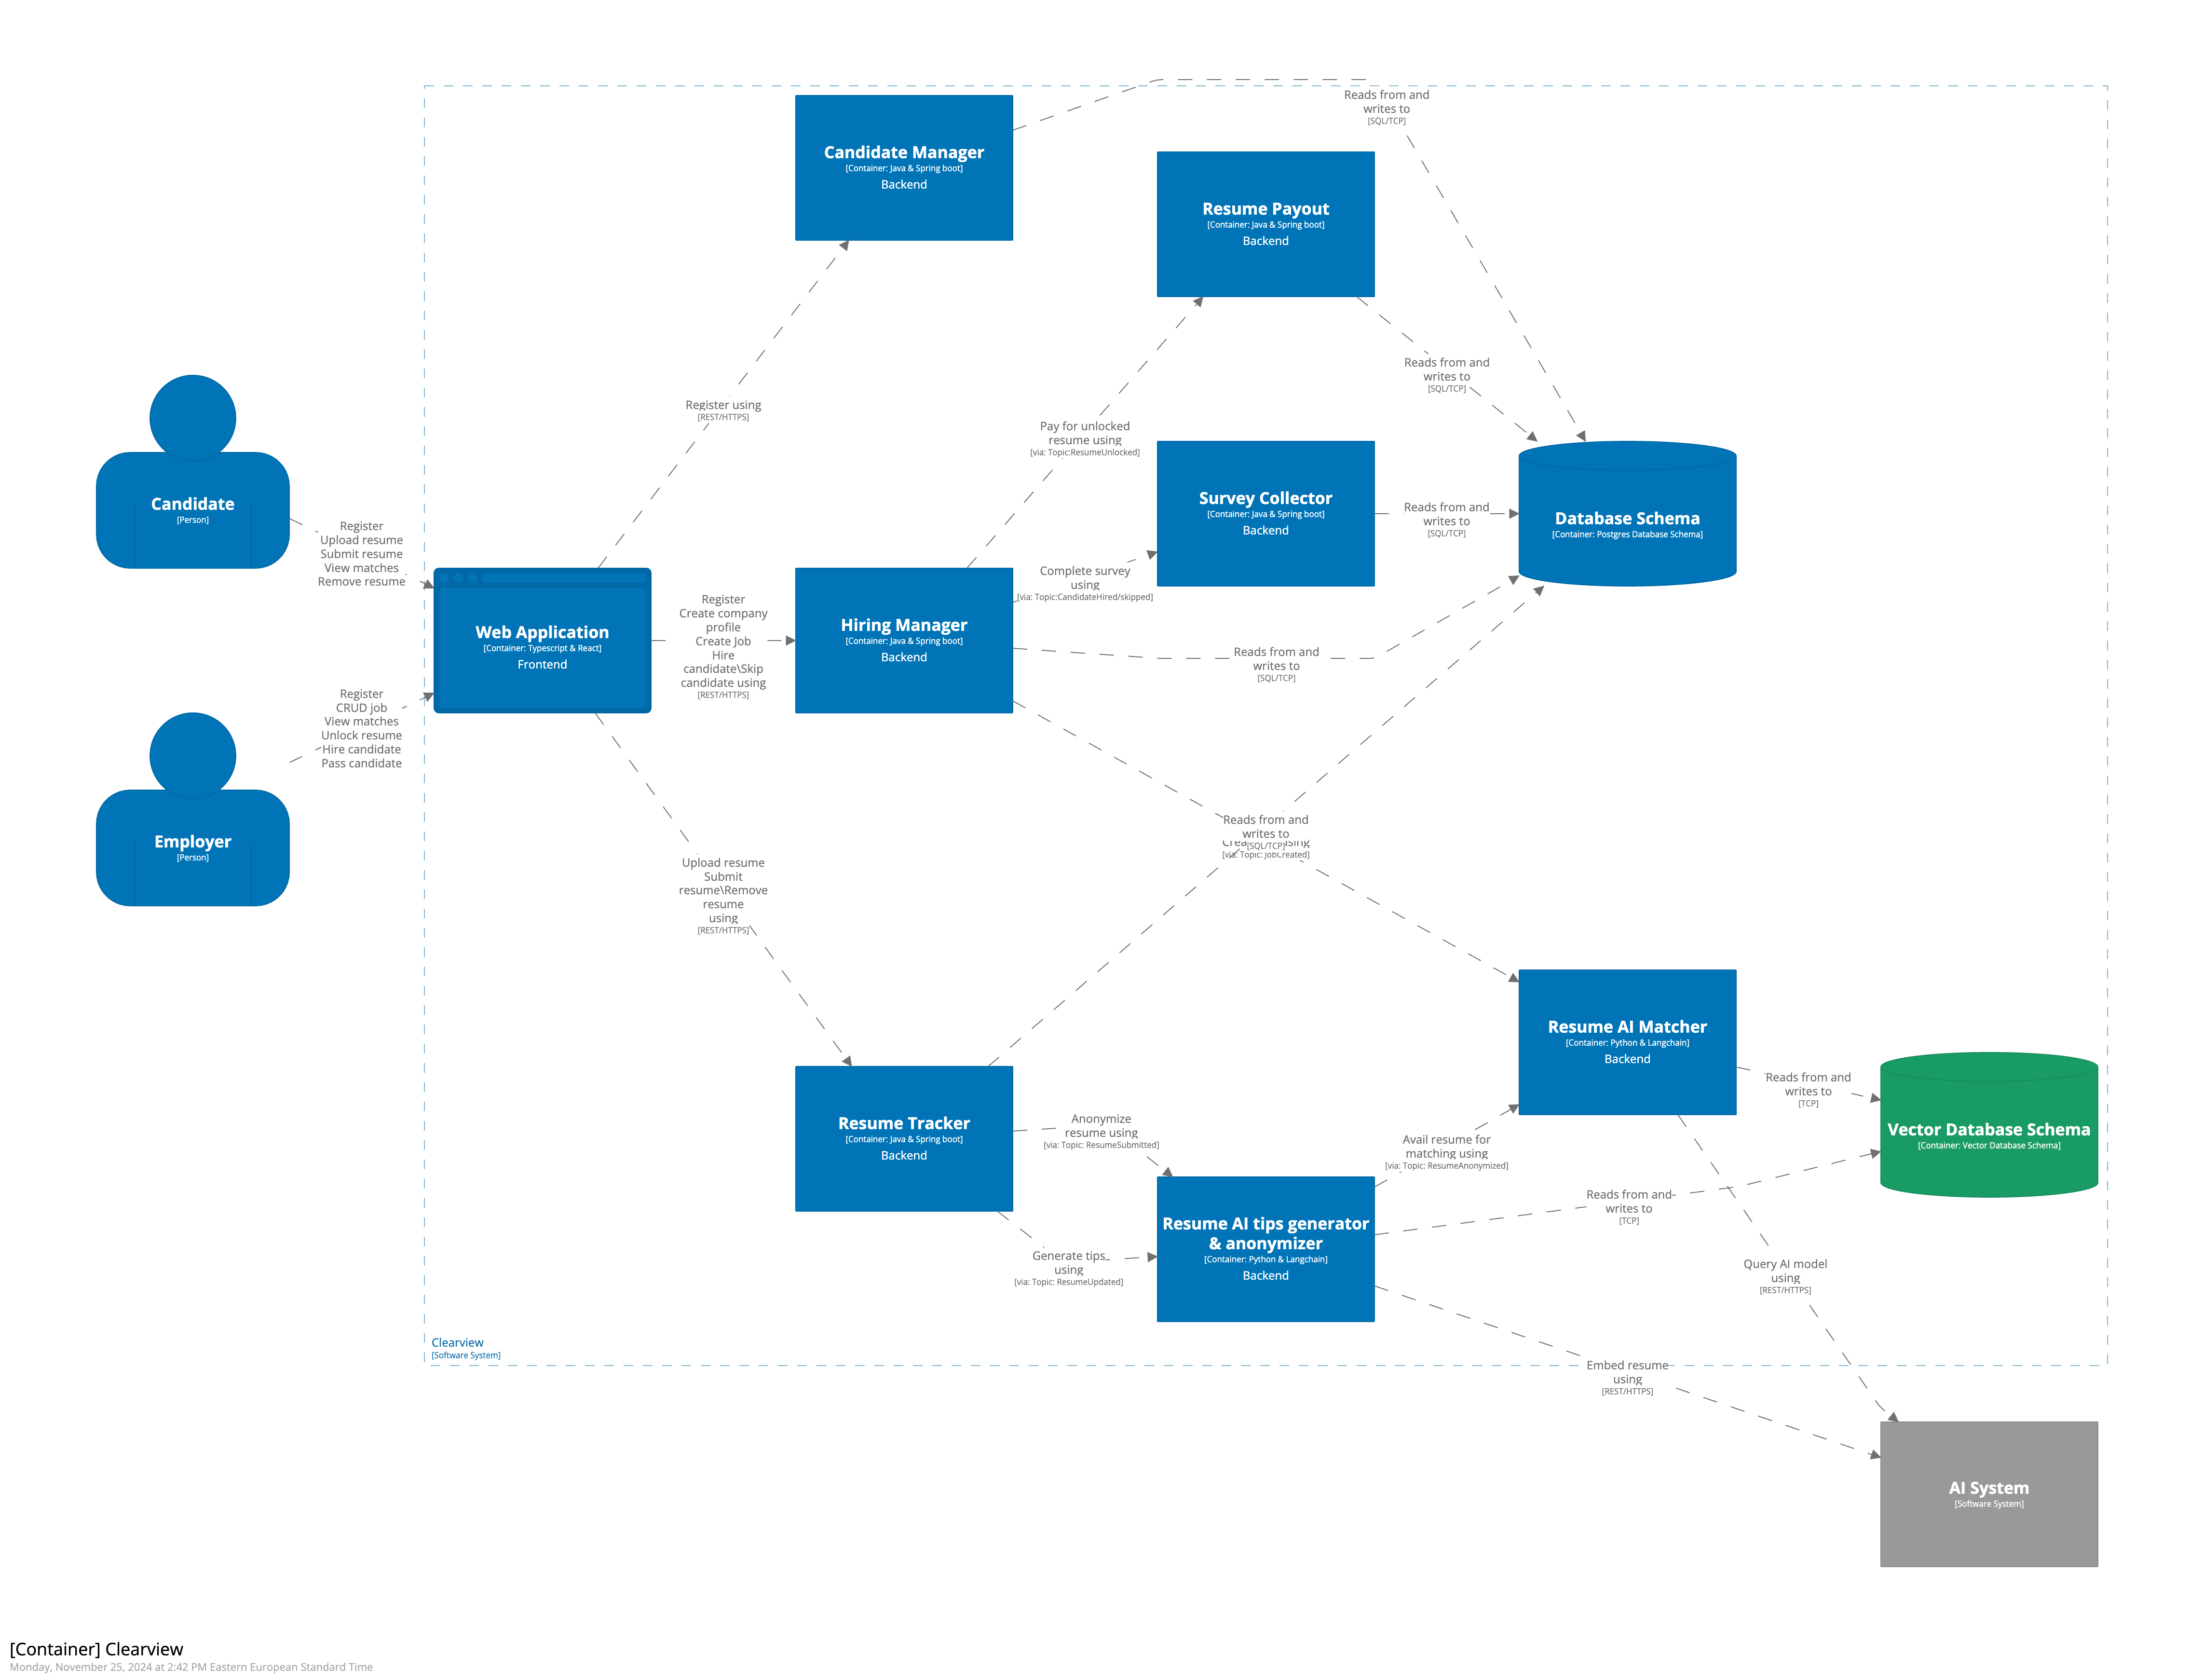 Candidate Manager
[Container: Java & Spring boot]
Backend
Reads from and
writes to
[SQL/TCP]
Resume Payout
[Container: Java & Spring boot]
Backend
Reads from and
writes to
[SQL/TCP]
Register using
[REST/HTTPS]
Pay for unlocked
resume using
[via: Topic:ResumeUnlocked]
Candidate
[Person]
Register
Upload resume
Submit resume
View matches
Remove resume
Survey Collector
[Container: Java & Spring boot]
Backend
Reads from and
writes to
[SQL/TCP]
Database Schema
[Container: Postgres Database Schema]
Web Application
[Container: Typescript & React]
Frontend
Register
Create company
profile
Create Job
Hire
candidate\Skip
candidate using
[REST/HTTPS]
Hiring Manager
[Container: Java & Spring boot]
Backend
Complete survey
using
[via: Topic:CandidateHired/skipped]
Reads from and
writes to
[SQL/TCP]
Register
CRUD job
View matches
Unlock resume
Hire candidate
Pass candidate
Employer
[Person]
Upload resume
Submit
resume\Remove
resume
using
[REST/HTTPS]
Reads from and
writes to
[SQL/TCP]
[via: Topic: JobCreated]
Resume AI Matcher
[Container: Python & Langchain]
Backend
Reads from and
writes to
[TCP]
Vector Database Schema
[Container: Vector Database Schema]
Resume Tracker
[Container: Java & Spring boot]
Backend
Anonymize
resume using
[via: Topic: ResumeSubmitted]
Avail resume for
matching using
[via: Topic: ResumeAnonymized]
Generate tips
using
[via: Topic: ResumeUpdated]
Resume AI tips generator
& anonymizer
[Container: Python & Langchain]
Backend
Reads from and
writes to
[TCP]
Query AI model
using
[REST/HTTPS]
Clearview
[Software System]
Embed resume
using
[REST/HTTPS]
AI System
[Software System]
[Container] Clearview
Monday, November 25, 2024 at 2:42 PM Eastern European Standard Time